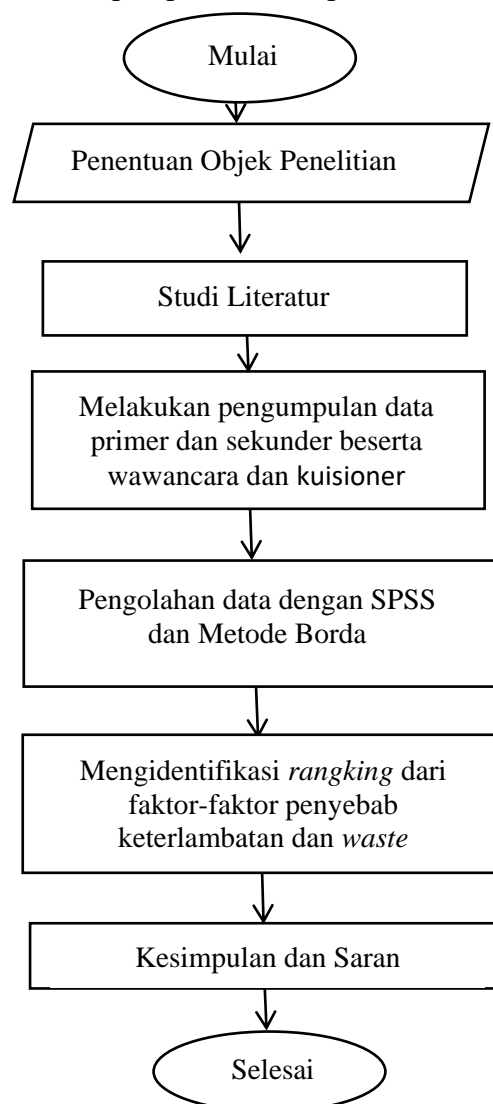 Mulai
Penentuan Objek Penelitian
Studi Literatur
Melakukan pengumpulan data
primer dan sekunder beserta
wawancara dan kuisioner
Pengolahan data dengan SPSS
dan Metode Borda
Mengidentifikasi rangking dari
faktor-faktor penyebab
keterlambatan dan waste
Kesimpulan dan Saran
Selesai